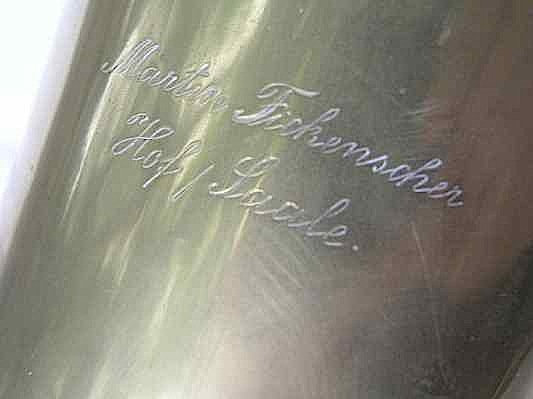 Martin Fickenscher
Hof / Saale.